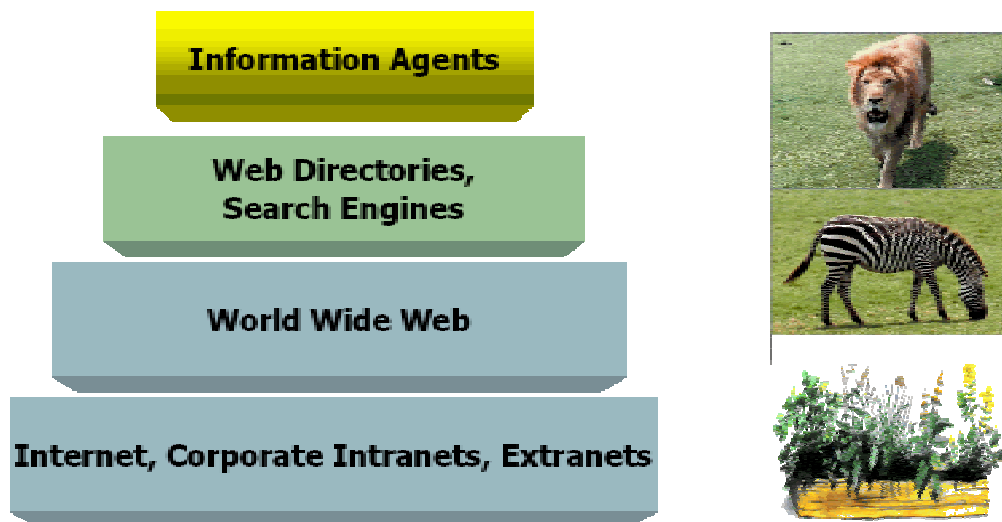 Information Agents
Web Directories,
Search Engines
World Wide Web
Internet, Corporate Intranets, Extranets